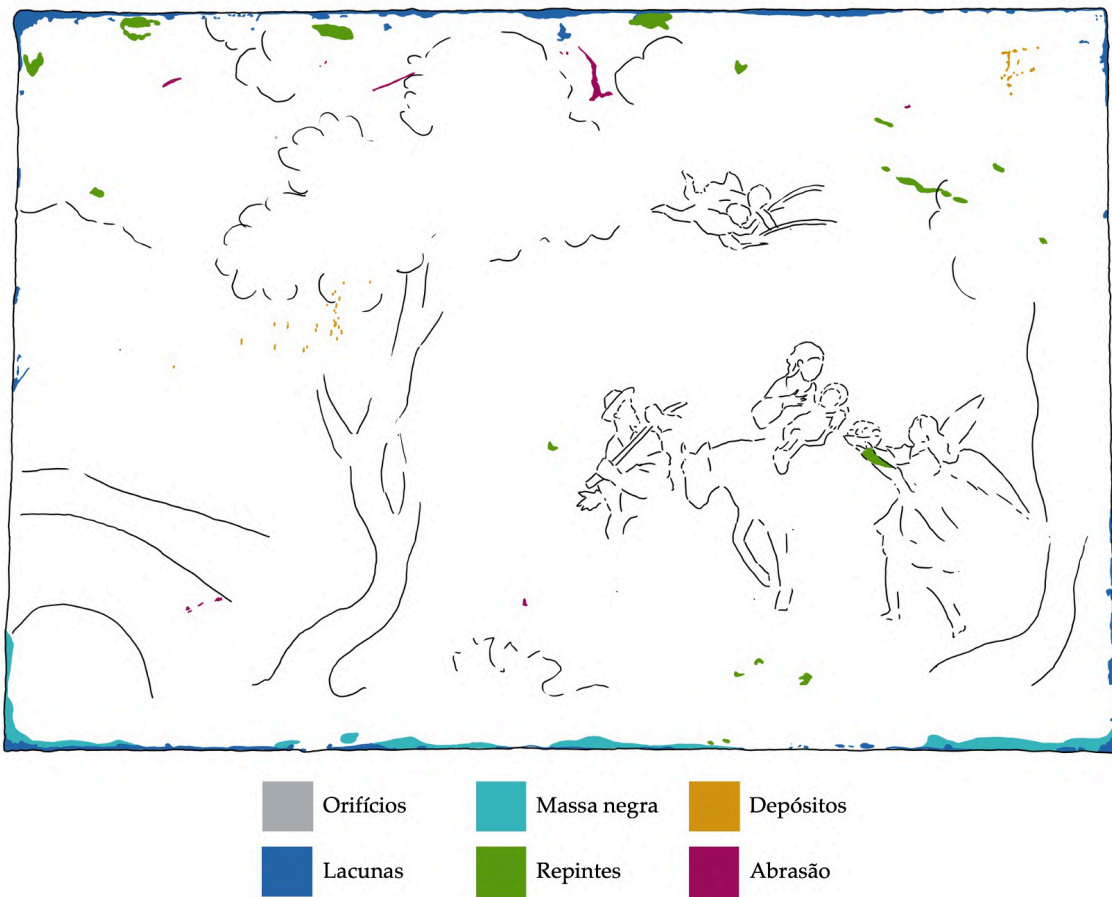 Orifícios
Massa negra
Depósitos
Lacunas
Repintes
Abrasão